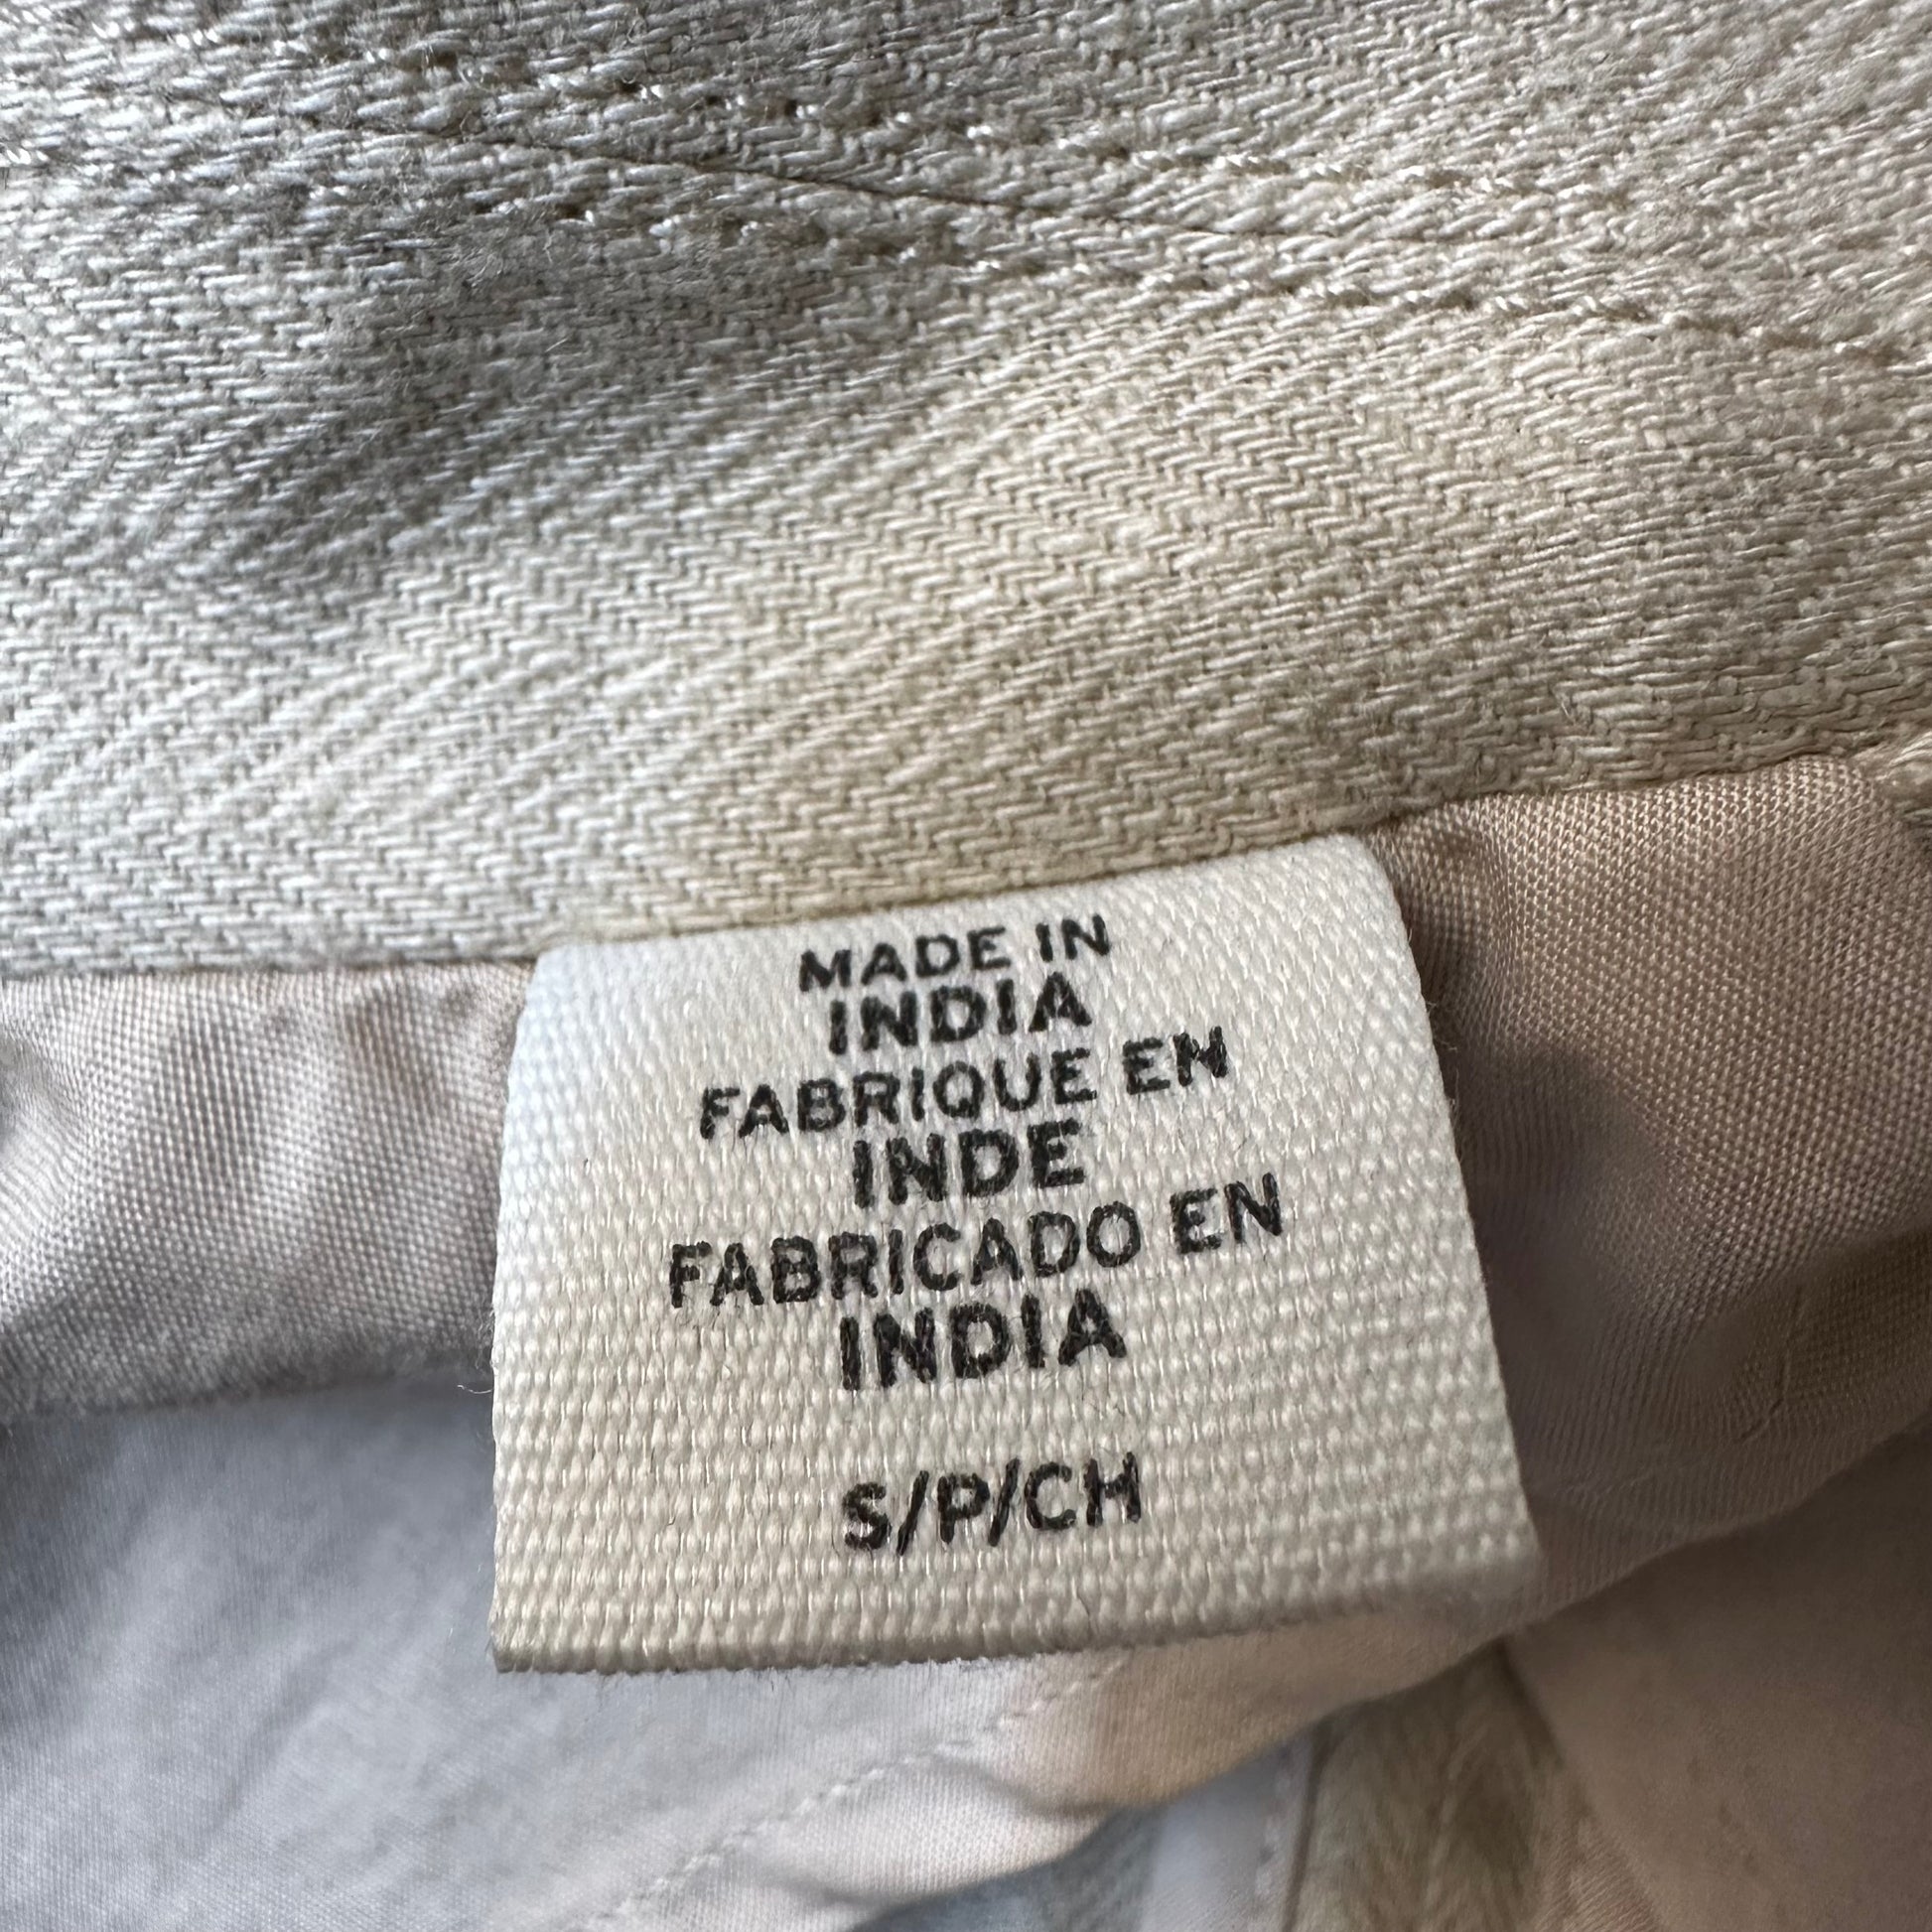 MADE IN
INDIA
FABRIQUE EN
INDE
FABRICADO EN
INDIA
S/P/CH